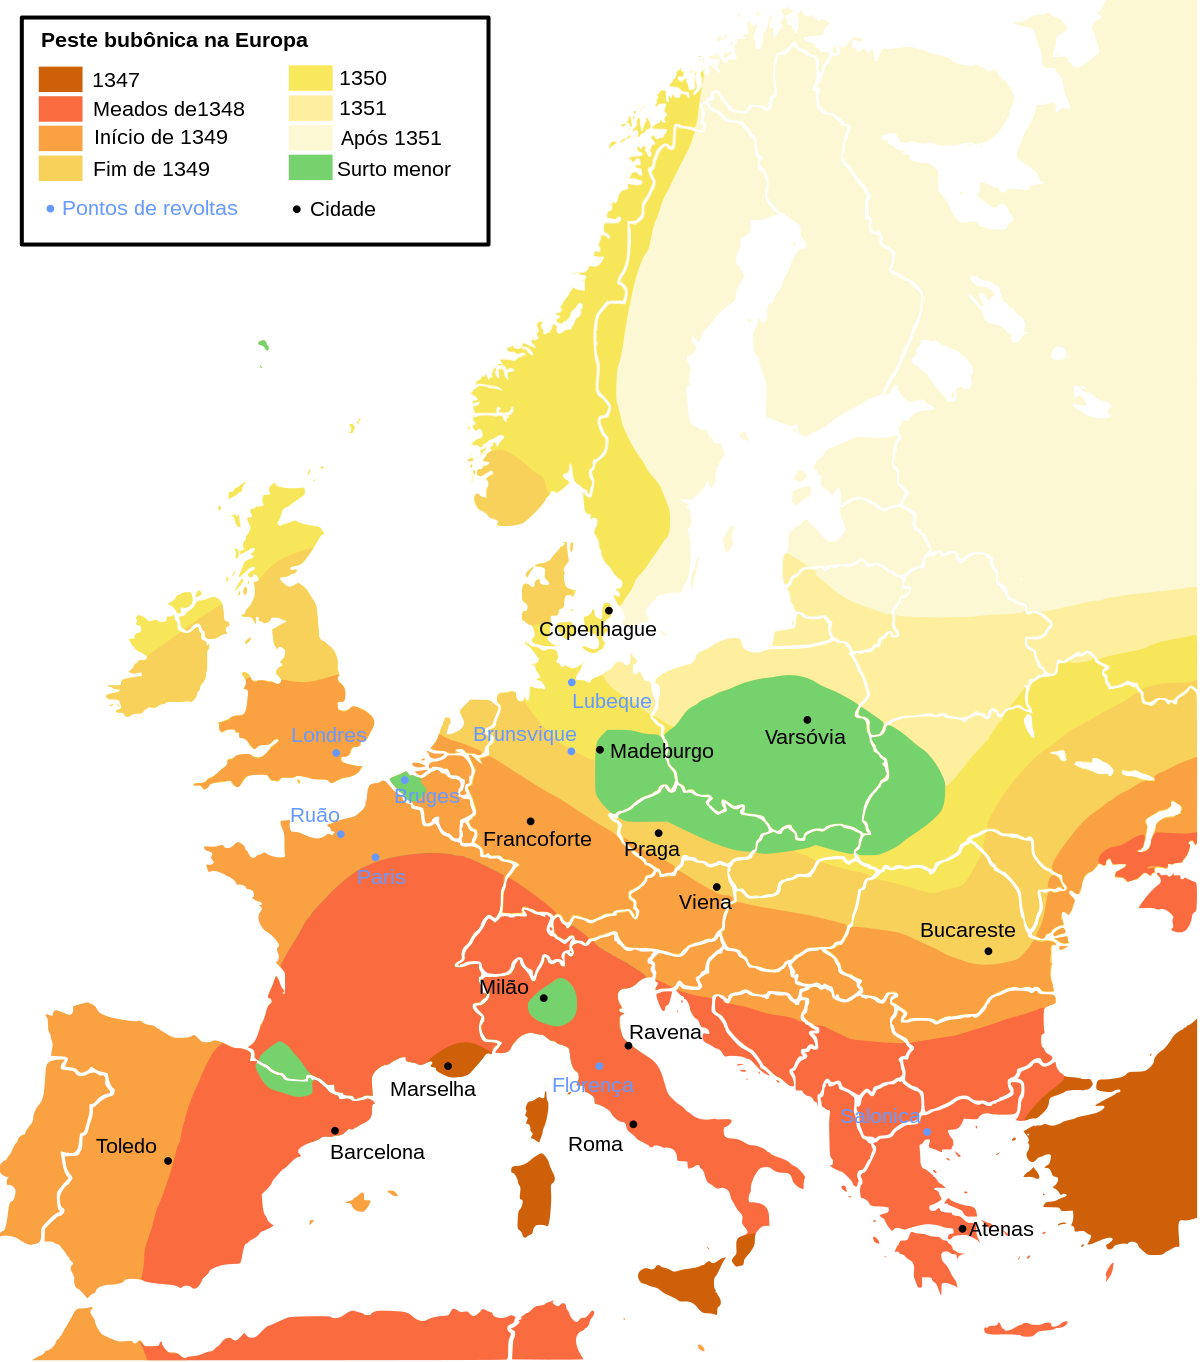 Peste bubônica na Europa
1347
1350
Meados de1348
1351
Início de 1349
Após 1351
Fim de 1349
Surto menor
Pontos de revoltas
Cidade
Copenhague
Lubeque
Brunsvique
Madeburgo
Varsóvia
Londres
Bruges
Ruão
Francoforte
Praga
Paris
Viena
Bucareste
Milão
Ravena
Marselha
Florença
Salonica
Toledo
Barcelona
Roma
Atenas